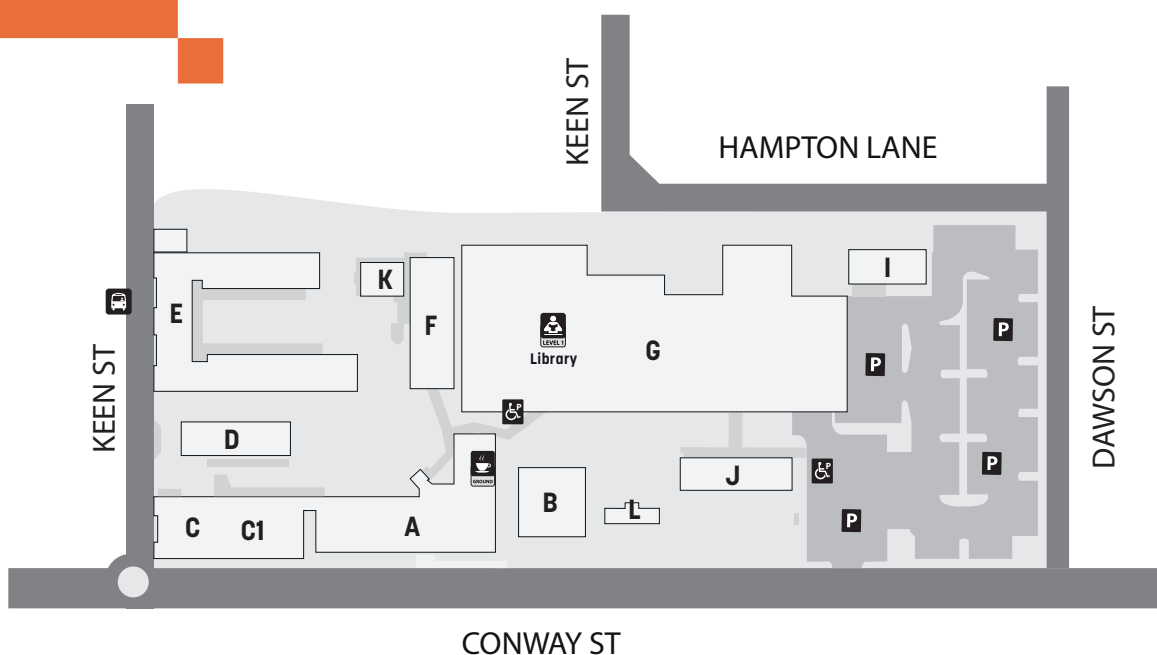 KEEN ST
HAMPTON LANE
K
I
E
F
LEVEL 1
Library
G
P
P
KEEN ST
DAWSON ST
P
D
GROUND
P
J
P
B
L
C
C1
A
P
CONWAY ST